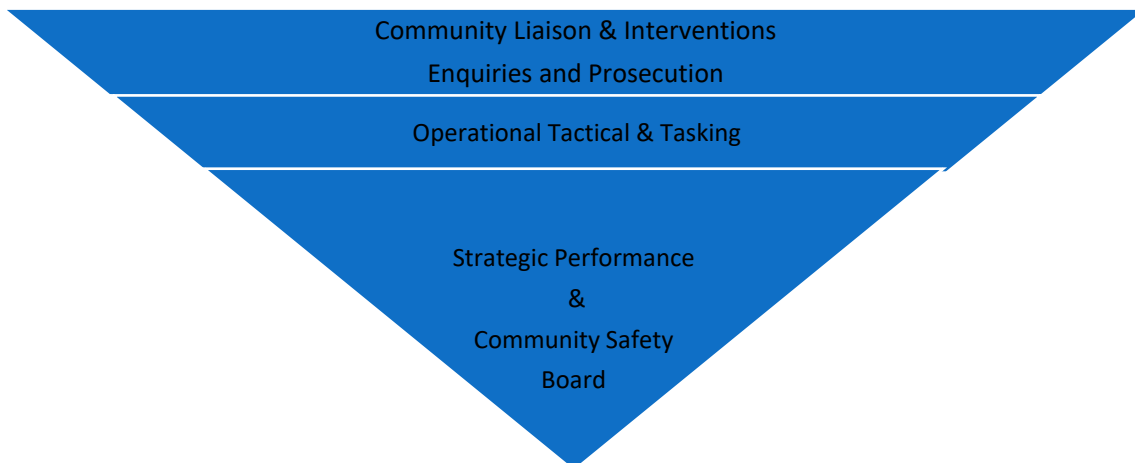 Community Liaison & Interventions
Enquiries and Prosecution
Operational Tactical & Tasking
Strategic Performance
&
Community Safety
Board